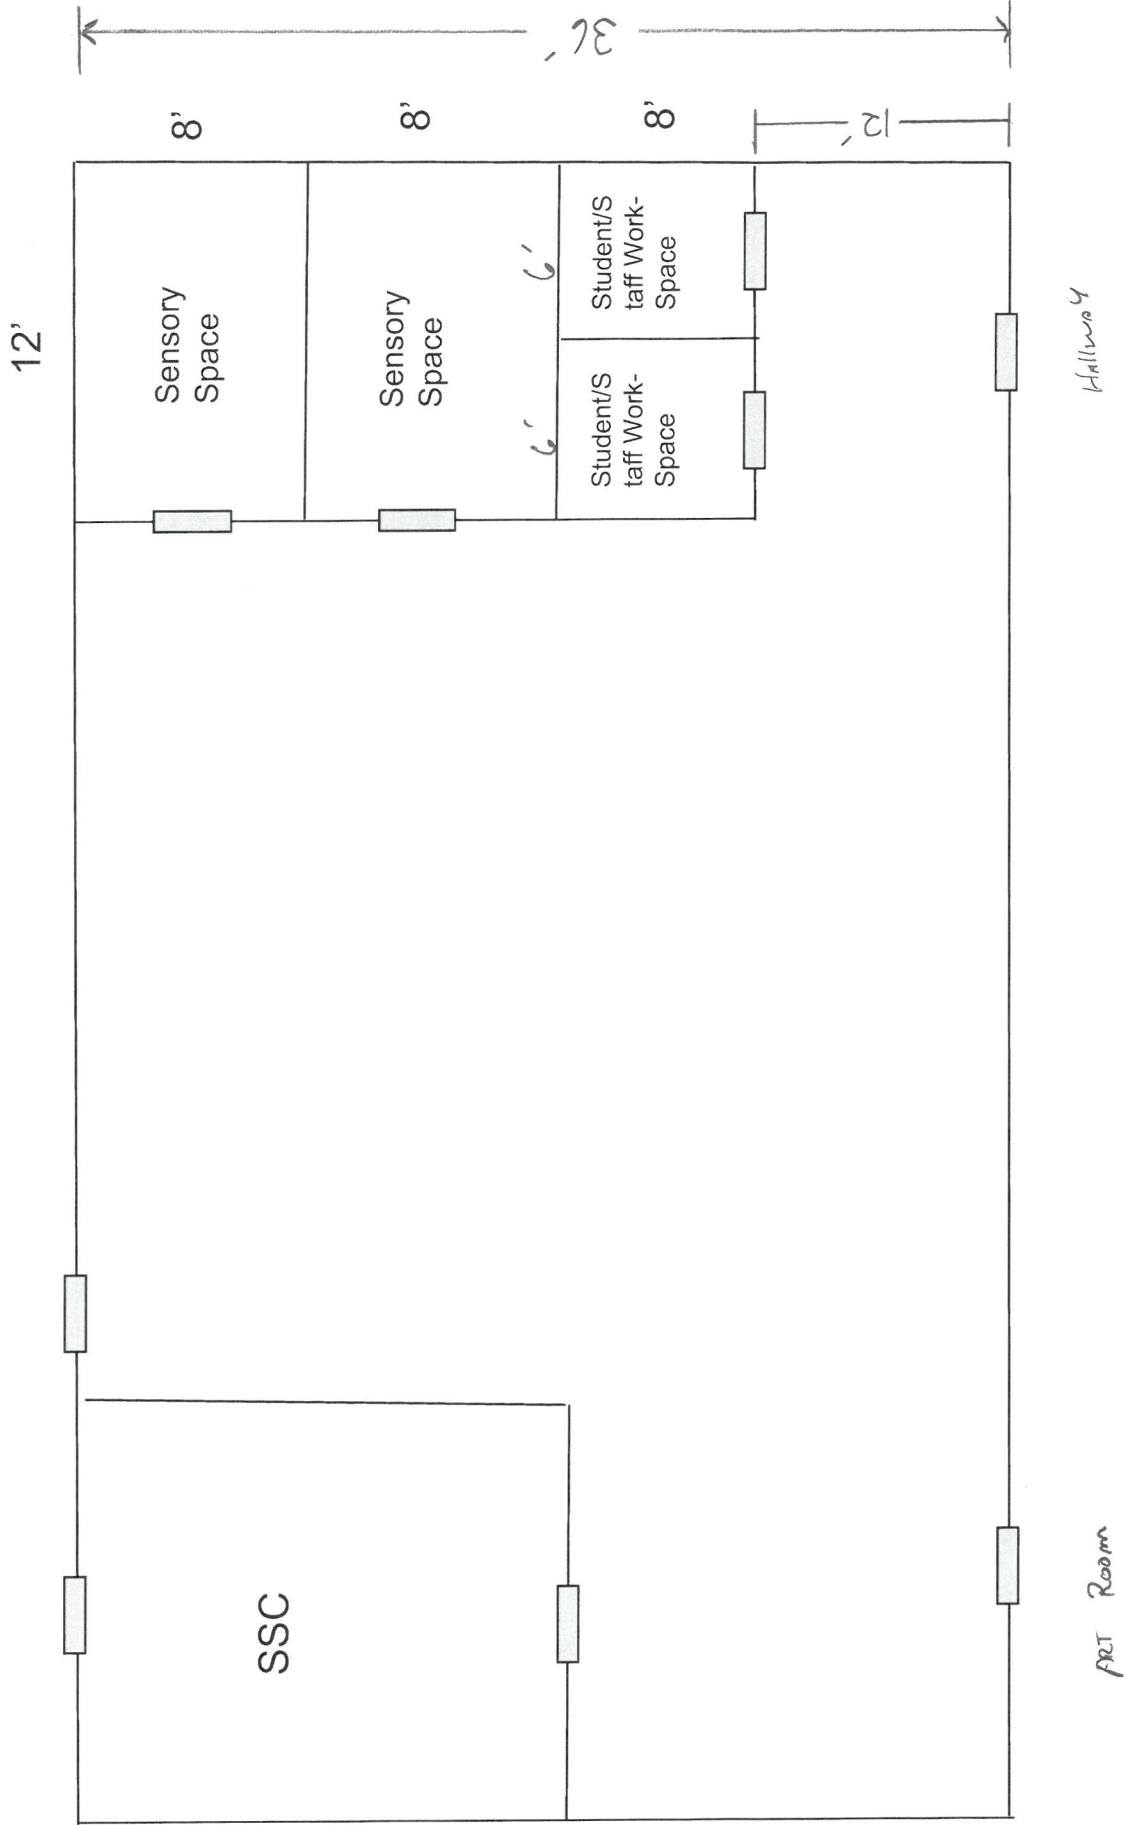 36'
12'
8'
8'
8'
12'
Sensory
Space
Sensory
Space
6'
6'
Student/S
taff Work-
Space
Student/S
taff Work-
Space
SSC
Hallway
ART Room